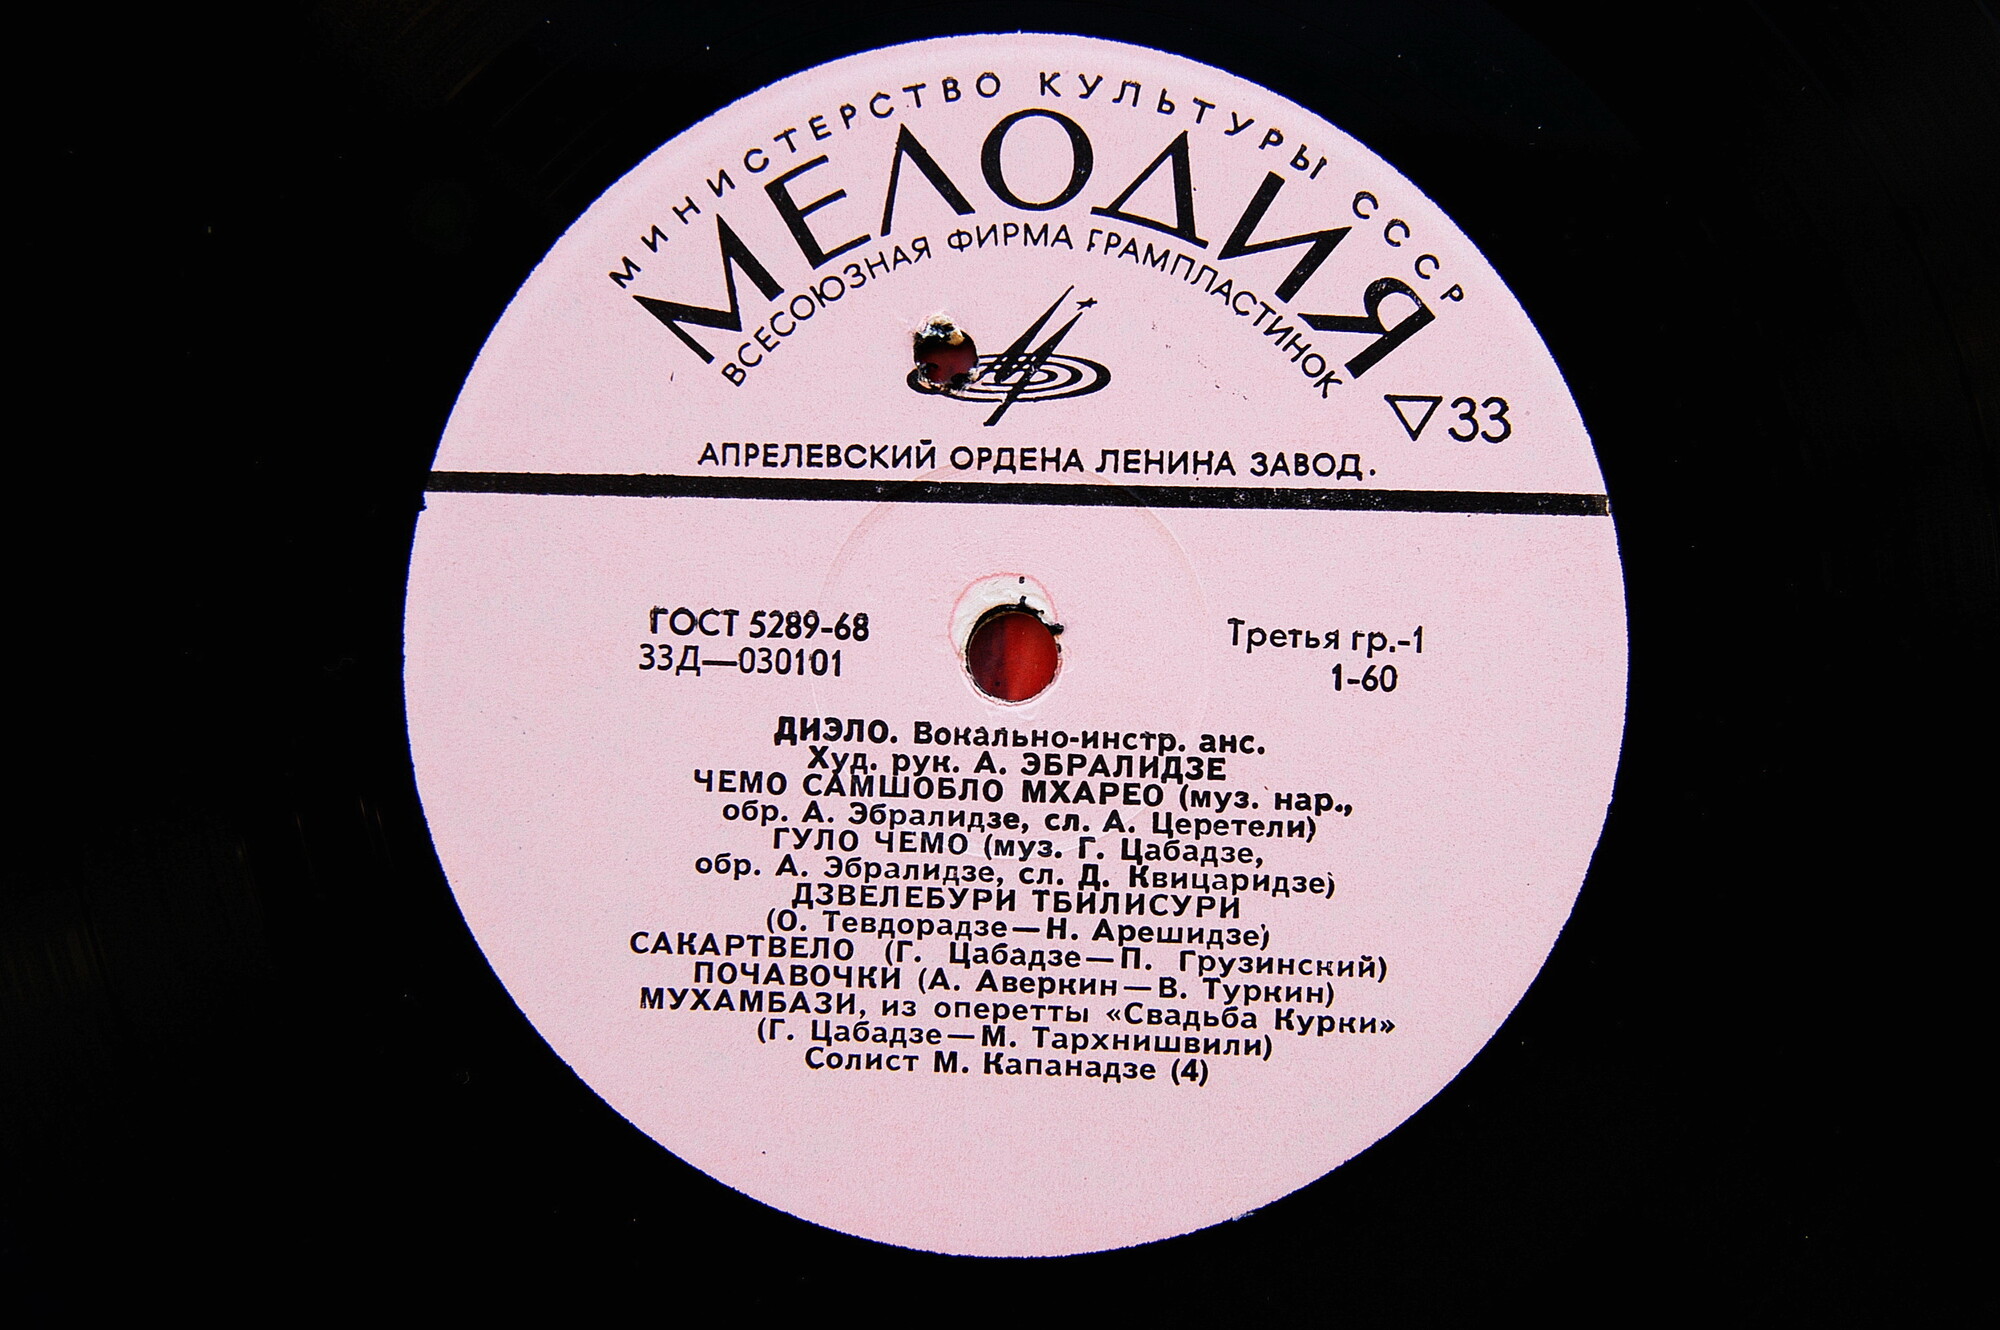 МИНИСТЕРСТВО КУЛЬТУРЫ СССР
МЕЛОДИЯ
ВСЕСОЮЗНАЯ ФИРМА ГРАМПЛАСТИНОК
▽33
АПРЕЛЕВСКИЙ ОРДЕНА ЛЕНИНА ЗАВОД.
ГОСТ 5289-68
33Д—030101
Третья гр.-1
1-60
ДИЭЛО. Вокально-инстр. анс.
Худ. рук. А. ЭБРАЛИДЗЕ
ЧЕМО САМШОБЛО МХАРЕО (муз. нар.,
обр. А. Эбралидзе, сл. А. Церетели)
ГУЛО ЧЕМО (муз. Г. Цабадзе,
обр. А. Эбралидзе, сл. Д. Квицаридзе)
ДЗВЕЛЕБУРИ ТБИЛИСУРИ
(О. Тевдорадзе—Н. Арешидзе)
САКАРТВЕЛО (Г. Цабадзе—П. Грузинский)
ПОЧАВОЧКИ (А. Аверкин—В. Туркин)
МУХАМБАЗИ, из оперетты «Свадьба Курки»
(Г. Цабадзе—М. Тархнишвили)
Солист М. Капанадзе (4)